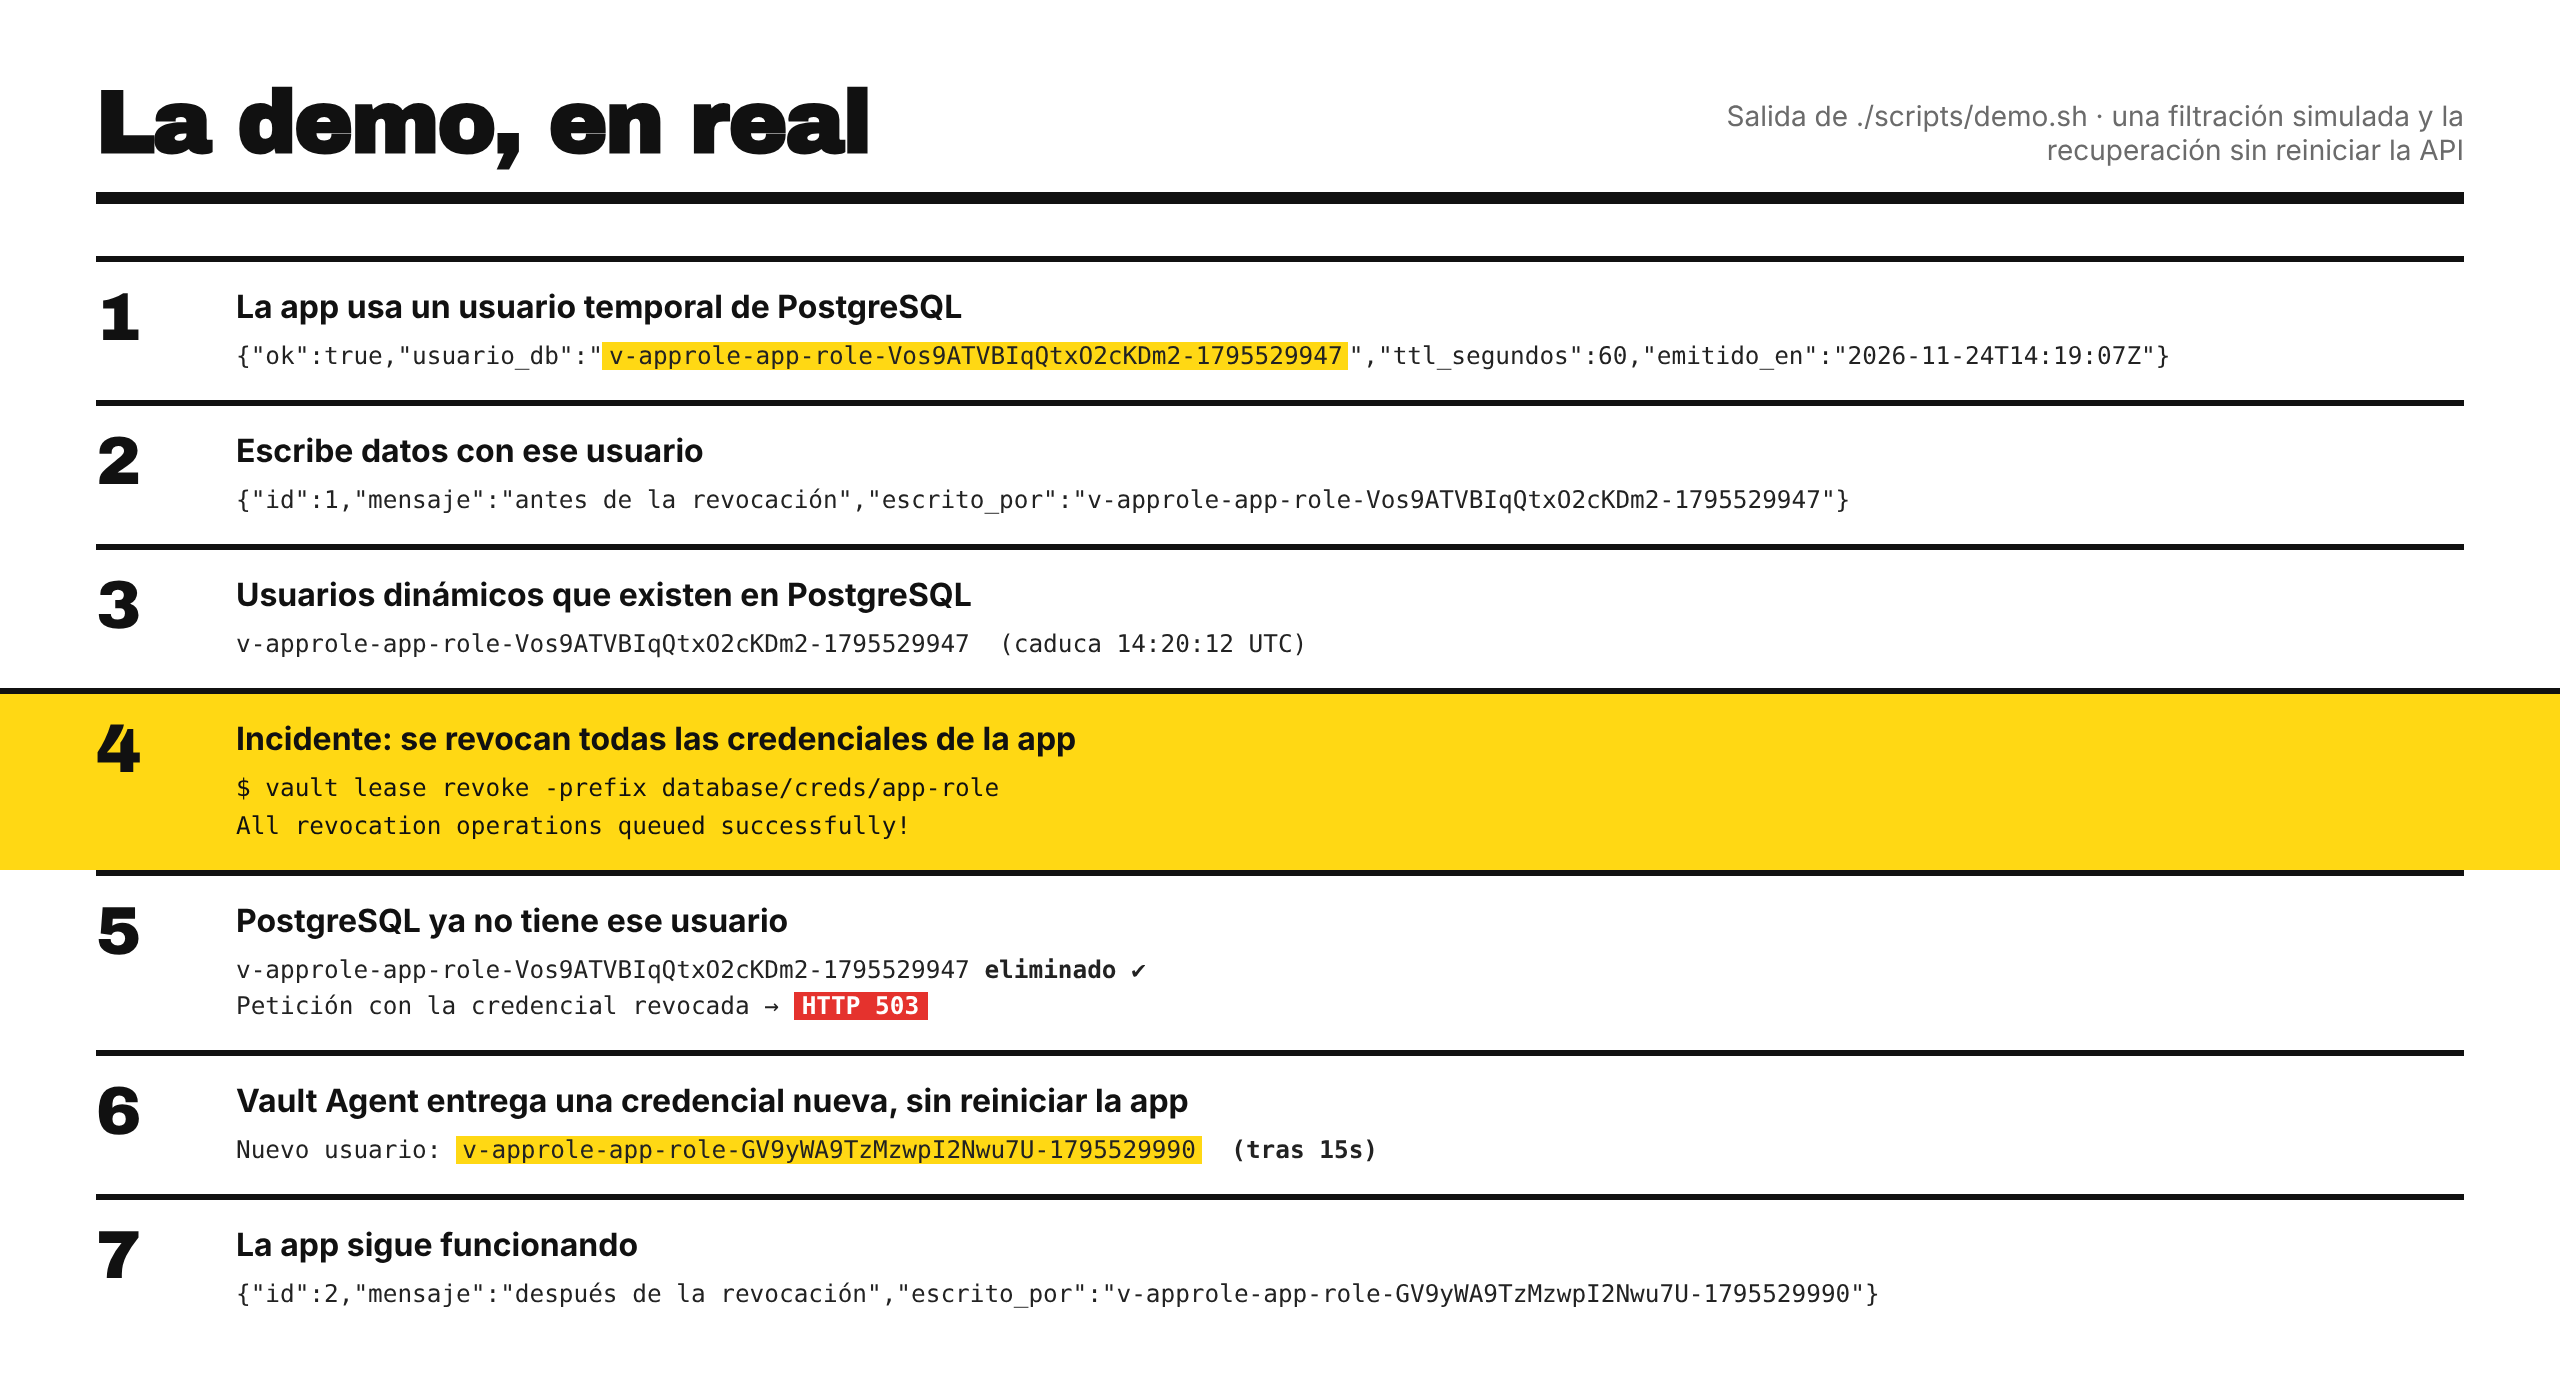 La demo, en real
Salida de ./scripts/demo.sh · una filtración simulada y la
recuperación sin reiniciar la API
1
La app usa un usuario temporal de PostgreSQL
{"ok":true,"usuario_db":"v-approle-app-role-Vos9ATVBIqQtxO2cKDm2-1795529947","ttl_segundos":60,"emitido_en":"2026-11-24T14:19:07Z"}
2
Escribe datos con ese usuario
{"id":1,"mensaje":"antes de la revocación","escrito_por":"v-approle-app-role-Vos9ATVBIqQtxO2cKDm2-1795529947"}
3
Usuarios dinámicos que existen en PostgreSQL
v-approle-app-role-Vos9ATVBIqQtxO2cKDm2-1795529947 (caduca 14:20:12 UTC)
4
Incidente: se revocan todas las credenciales de la app
$ vault lease revoke -prefix database/creds/app-role
All revocation operations queued successfully!
5
PostgreSQL ya no tiene ese usuario
v-approle-app-role-Vos9ATVBIqQtxO2cKDm2-1795529947 eliminado ✔
Petición con la credencial revocada → HTTP 503
6
Vault Agent entrega una credencial nueva, sin reiniciar la app
Nuevo usuario: v-approle-app-role-GV9yWA9TzMzwpI2Nwu7U-1795529990 (tras 15s)
7
La app sigue funcionando
{"id":2,"mensaje":"después de la revocación","escrito_por":"v-approle-app-role-GV9yWA9TzMzwpI2Nwu7U-1795529990"}